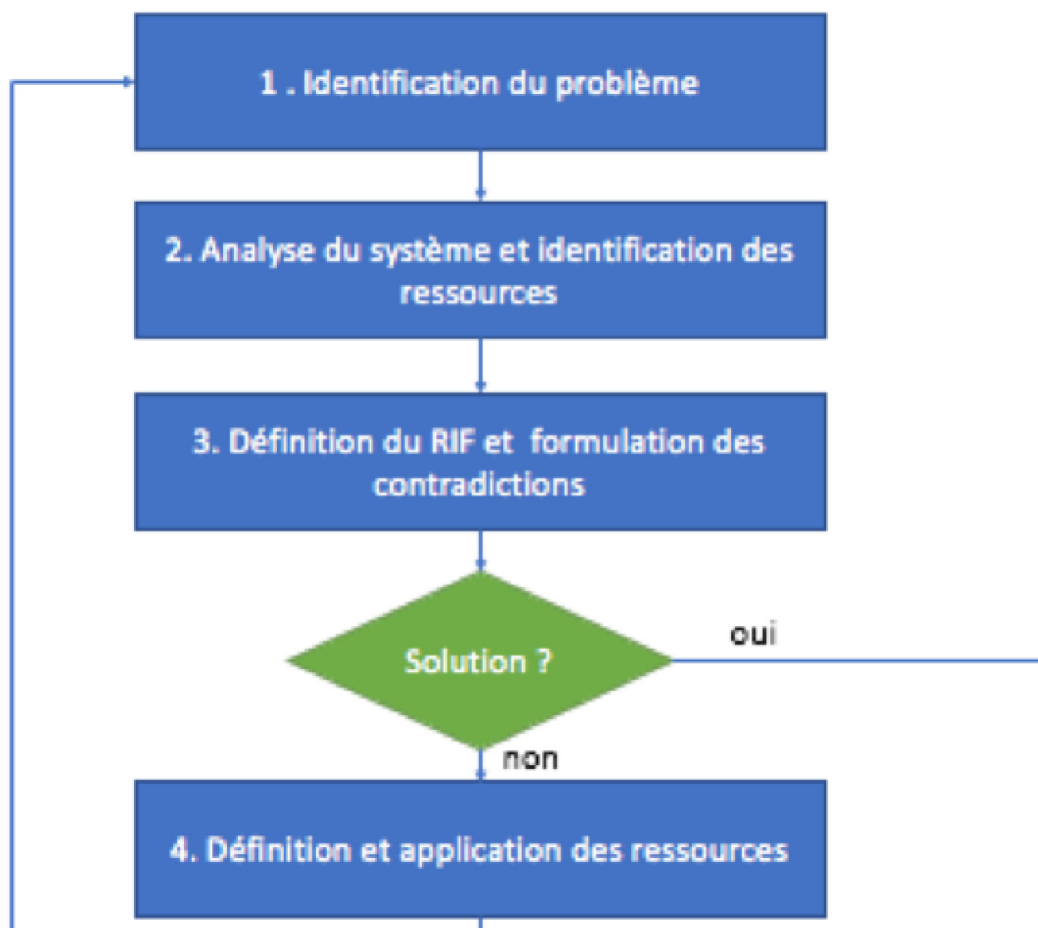 1 . Identification du problème
2. Analyse du système et identification des
ressources
3. Définition du RIF et  formulation des
contradictions
Solution ?
oui
non
4. Définition et application des ressources